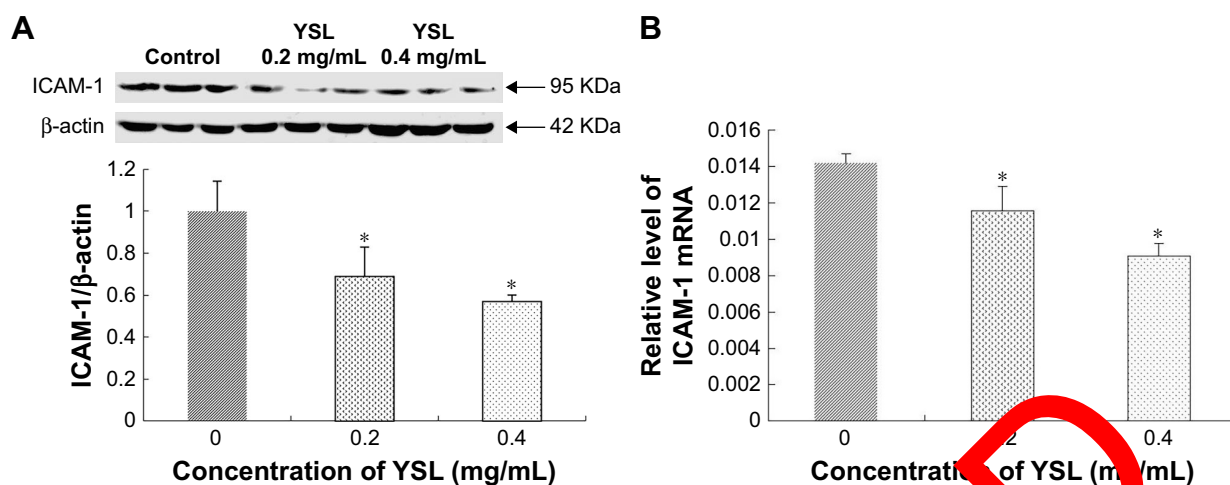 A
Control
YSL
0.2 mg/mL
YSL
0.4 mg/mL
ICAM-1
95 KDa
β-actin
42 KDa
ICAM-1/β-actin
1.2
1
0.8
0.6
0.4
0.2
0
*
*
0
0.2
0.4
Concentration of YSL (mg/mL)
B
Relative level of
ICAM-1 mRNA
0.016
0.014
0.012
0.01
0.008
0.006
0.004
0.002
0
*
*
0
0.4
Concentration of YSL